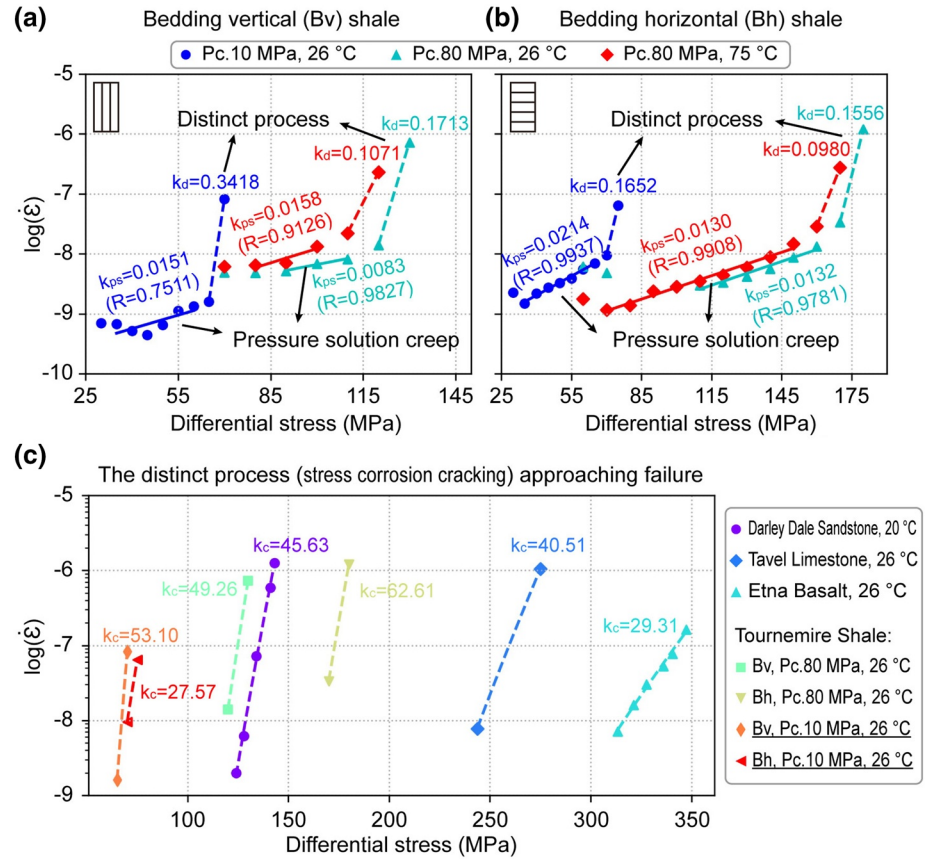 (a) Bedding vertical (Bv) shale
(b) Bedding horizontal (Bh) shale
Pc.10 MPa, 26 °C Pc.80 MPa, 26 °C Pc.80 MPa, 75 °C
-5
-6
-7
-8
-9
-10
log(ε̇)
Distinct process
kd=0.1713
kd=0.1071
kd=0.3418
kps=0.0158
(R=0.9126)
kps=0.0151
(R=0.7511)
kps=0.0083
(R=0.9827)
Pressure solution creep
25 55 85 115 145
Differential stress (MPa)
-5
-6
-7
-8
-9
-10
kd=0.1556
Distinct process
kd=0.0980
kd=0.1652
kps=0.0214
(R=0.9937)
kps=0.0130
(R=0.9908)
kps=0.0132
(R=0.9781)
Pressure solution creep
25 55 85 115 145 175
Differential stress (MPa)
(c) The distinct process (stress corrosion cracking) approaching failure
-5
-6
-7
-8
-9
log(ε̇)
kc=45.63
kc=40.51
kc=49.26
kc=62.61
kc=53.10
kc=29.31
kc=27.57
100 150 200 250 300 350
Differential stress (MPa)
Darley Dale Sandstone, 20 °C
Tavel Limestone, 26 °C
Etna Basalt, 26 °C
Tournemire Shale:
Bv, Pc.80 MPa, 26 °C
Bh, Pc.80 MPa, 26 °C
Bv, Pc.10 MPa, 26 °C
Bh, Pc.10 MPa, 26 °C